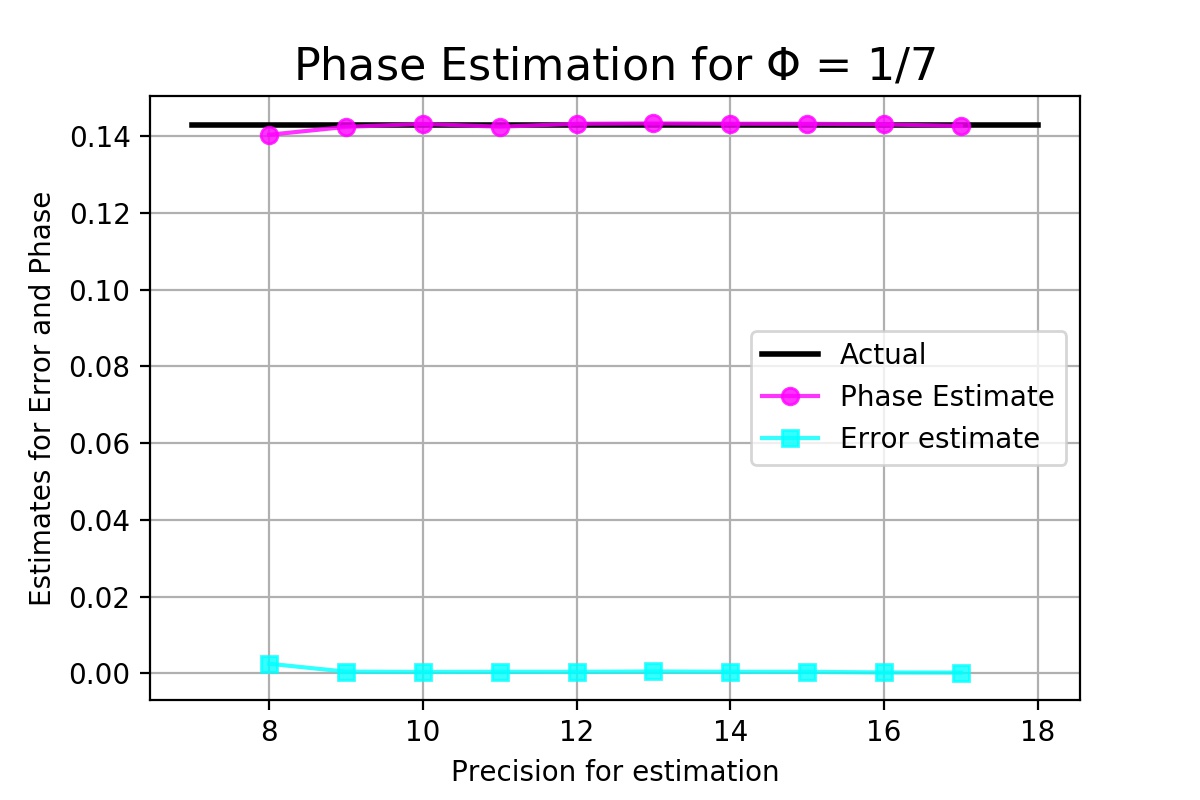 Phase Estimation for Φ = 1/7
Estimates for Error and Phase
0.14
0.12
0.10
0.08
0.06
0.04
0.02
0.00
Actual
Phase Estimate
Error estimate
8 10 12 14 16 18
Precision for estimation